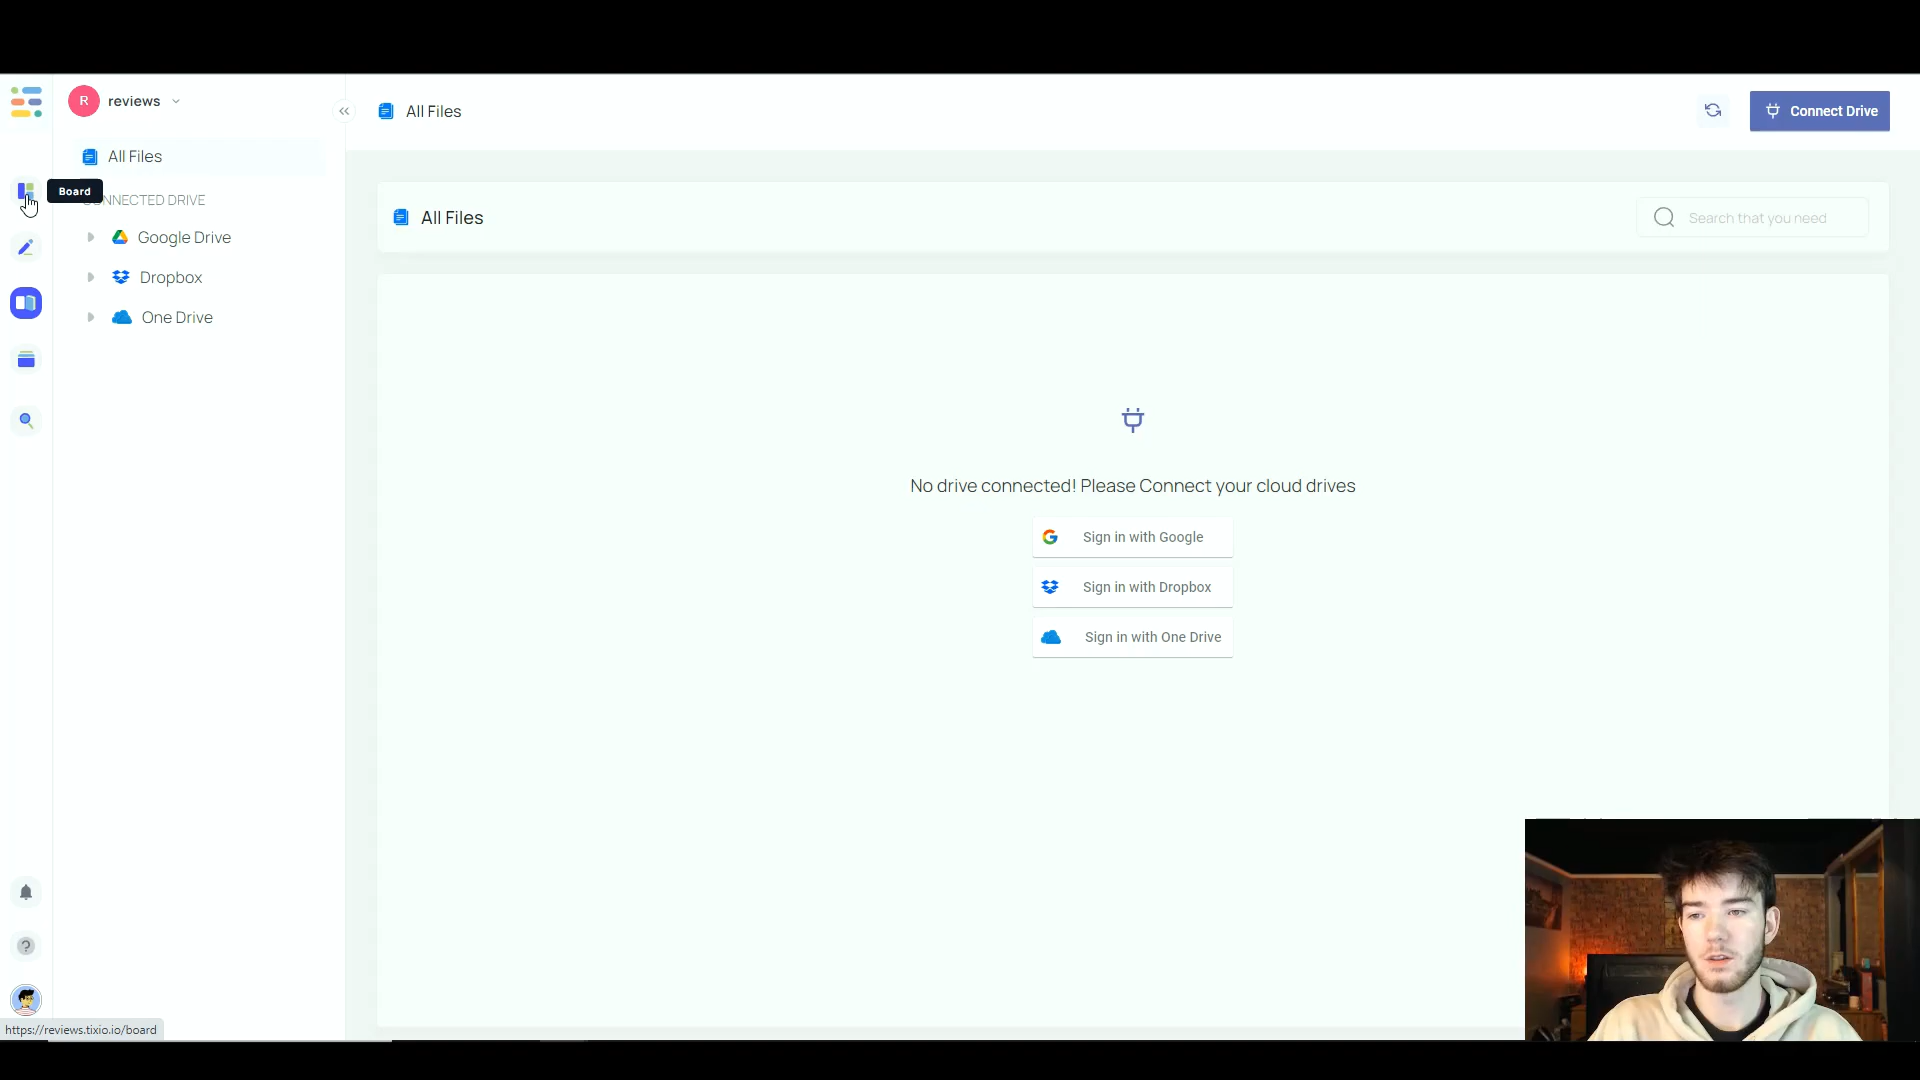 R reviews
All Files
Connect Drive
All Files
Board
NNECTED DRIVE
Google Drive
Dropbox
One Drive
All Files
Search that you need
No drive connected! Please Connect your cloud drives
Sign in with Google
Sign in with Dropbox
Sign in with One Drive
https://reviews.tixio.io/board